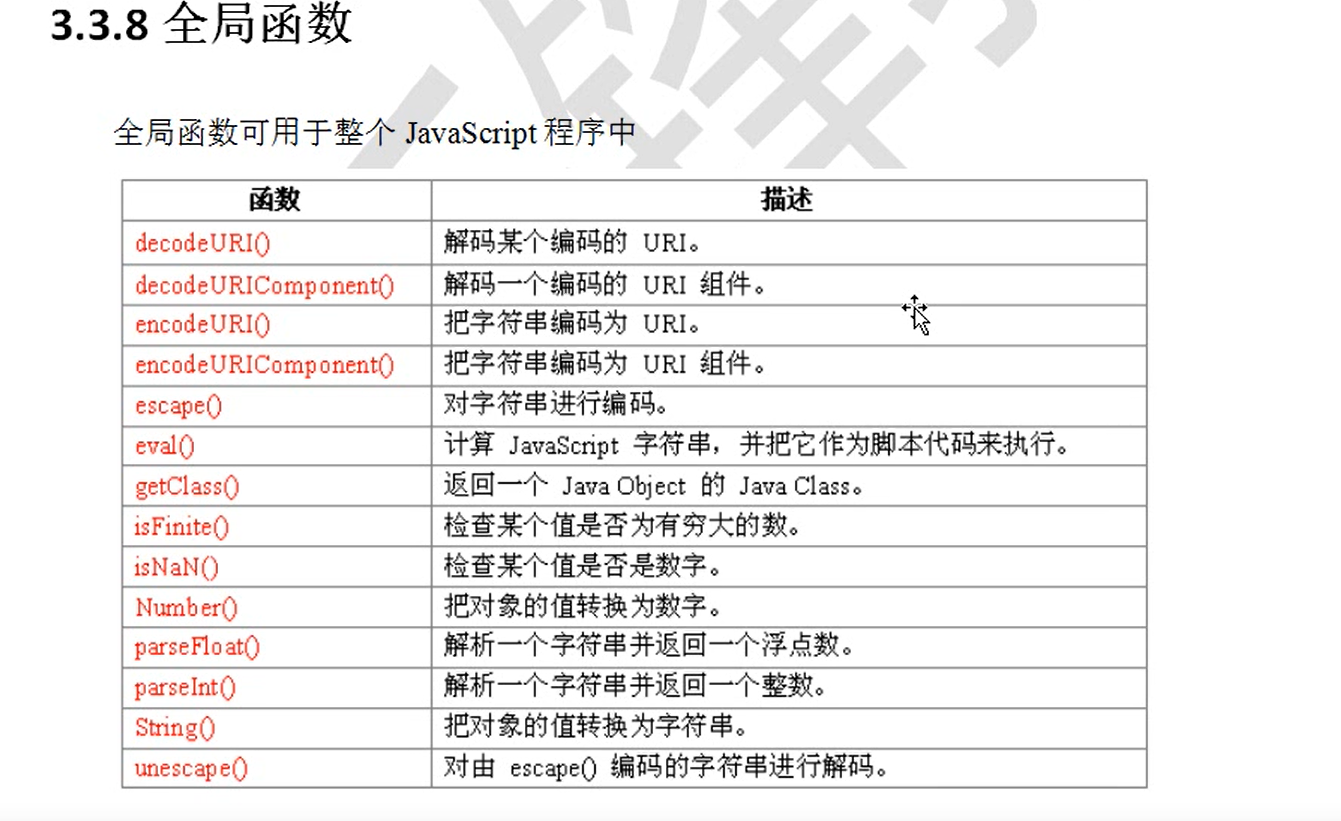 3.3.8 全局函数
全局函数可用于整个 JavaScript 程序中
函数 描述
decodeURI() 解码某个编码的 URI。
decodeURIComponent() 解码一个编码的 URI 组件。
encodeURI() 把字符串编码为 URI。
encodeURIComponent() 把字符串编码为 URI 组件。
escape() 对字符串进行编码。
eval() 计算 JavaScript 字符串，并把它作为脚本代码来执行。
getClass() 返回一个 Java Object 的 Java Class。
isFinite() 检查某个值是否为有穷大的数。
isNaN() 检查某个值是否是数字。
Number() 把对象的值转换为数字。
parseFloat() 解析一个字符串并返回一个浮点数。
parseInt() 解析一个字符串并返回一个整数。
String() 把对象的值转换为字符串。
unescape() 对由 escape() 编码的字符串进行解码。